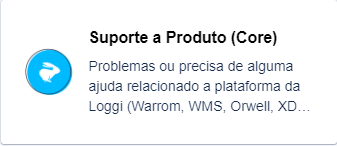 Suporte a Produto (Core)
Problemas ou precisa de alguma
ajuda relacionado a plataforma da
Loggi (Warrom, WMS, Orwell, XD…